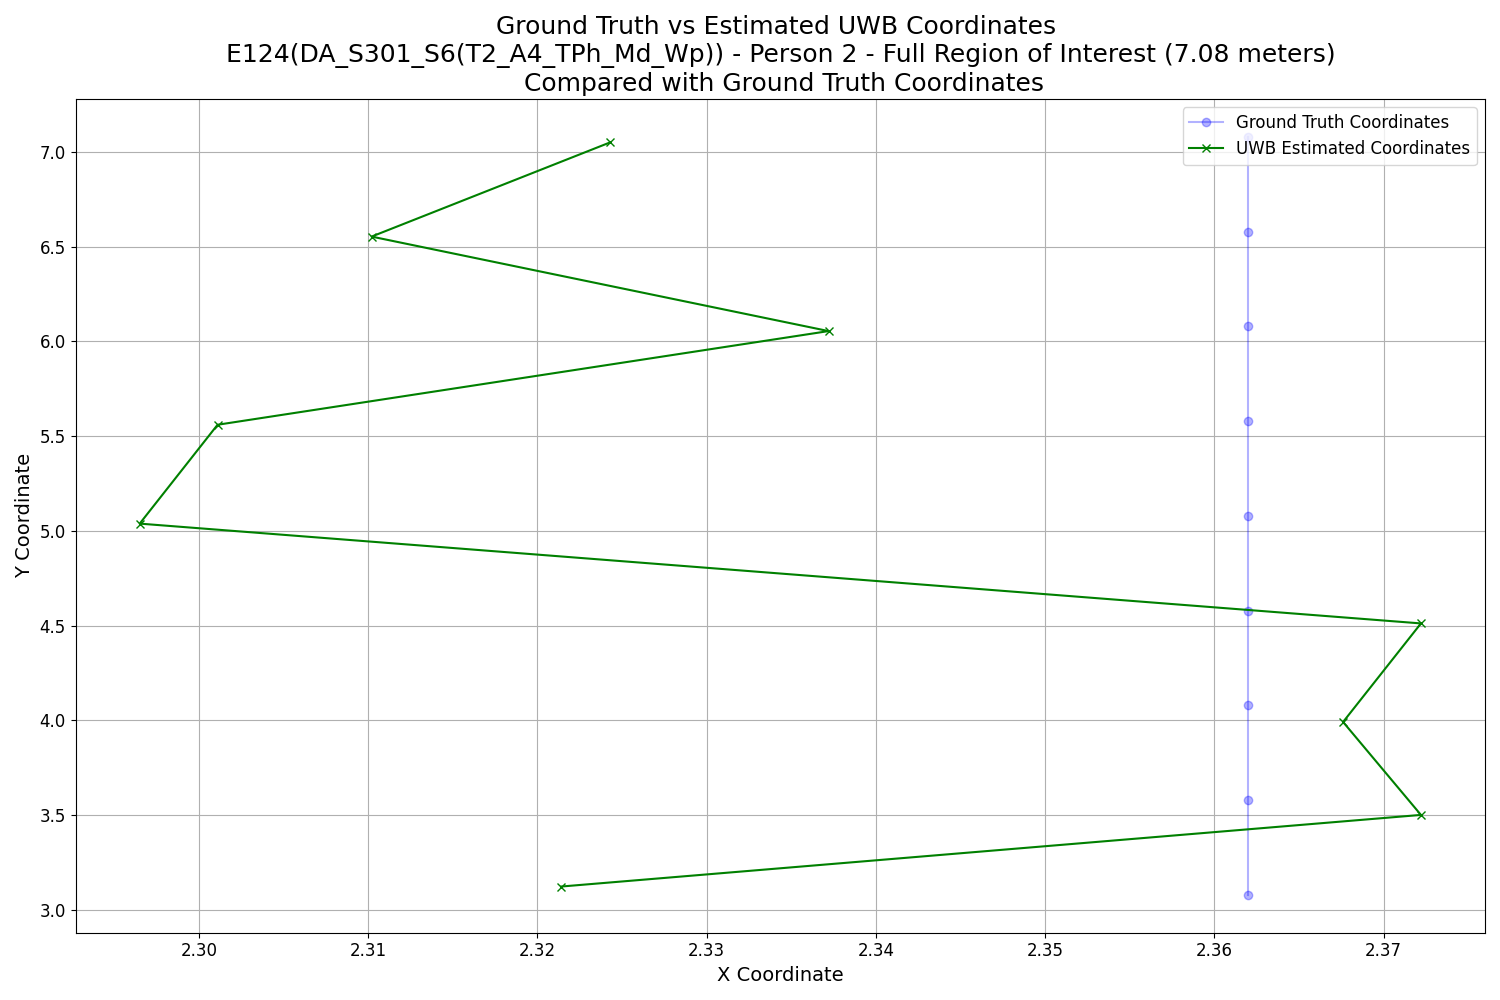 Ground Truth vs Estimated UWB Coordinates
E124(DA_S301_S6(T2_A4_TPh_Md_Wp)) - Person 2 - Full Region of Interest (7.08 meters)
Compared with Ground Truth Coordinates
Ground Truth Coordinates
UWB Estimated Coordinates
Y Coordinate
7.0
6.5
6.0
5.5
5.0
4.5
4.0
3.5
3.0
2.30 2.31 2.32 2.33 2.34 2.35 2.36 2.37
X Coordinate